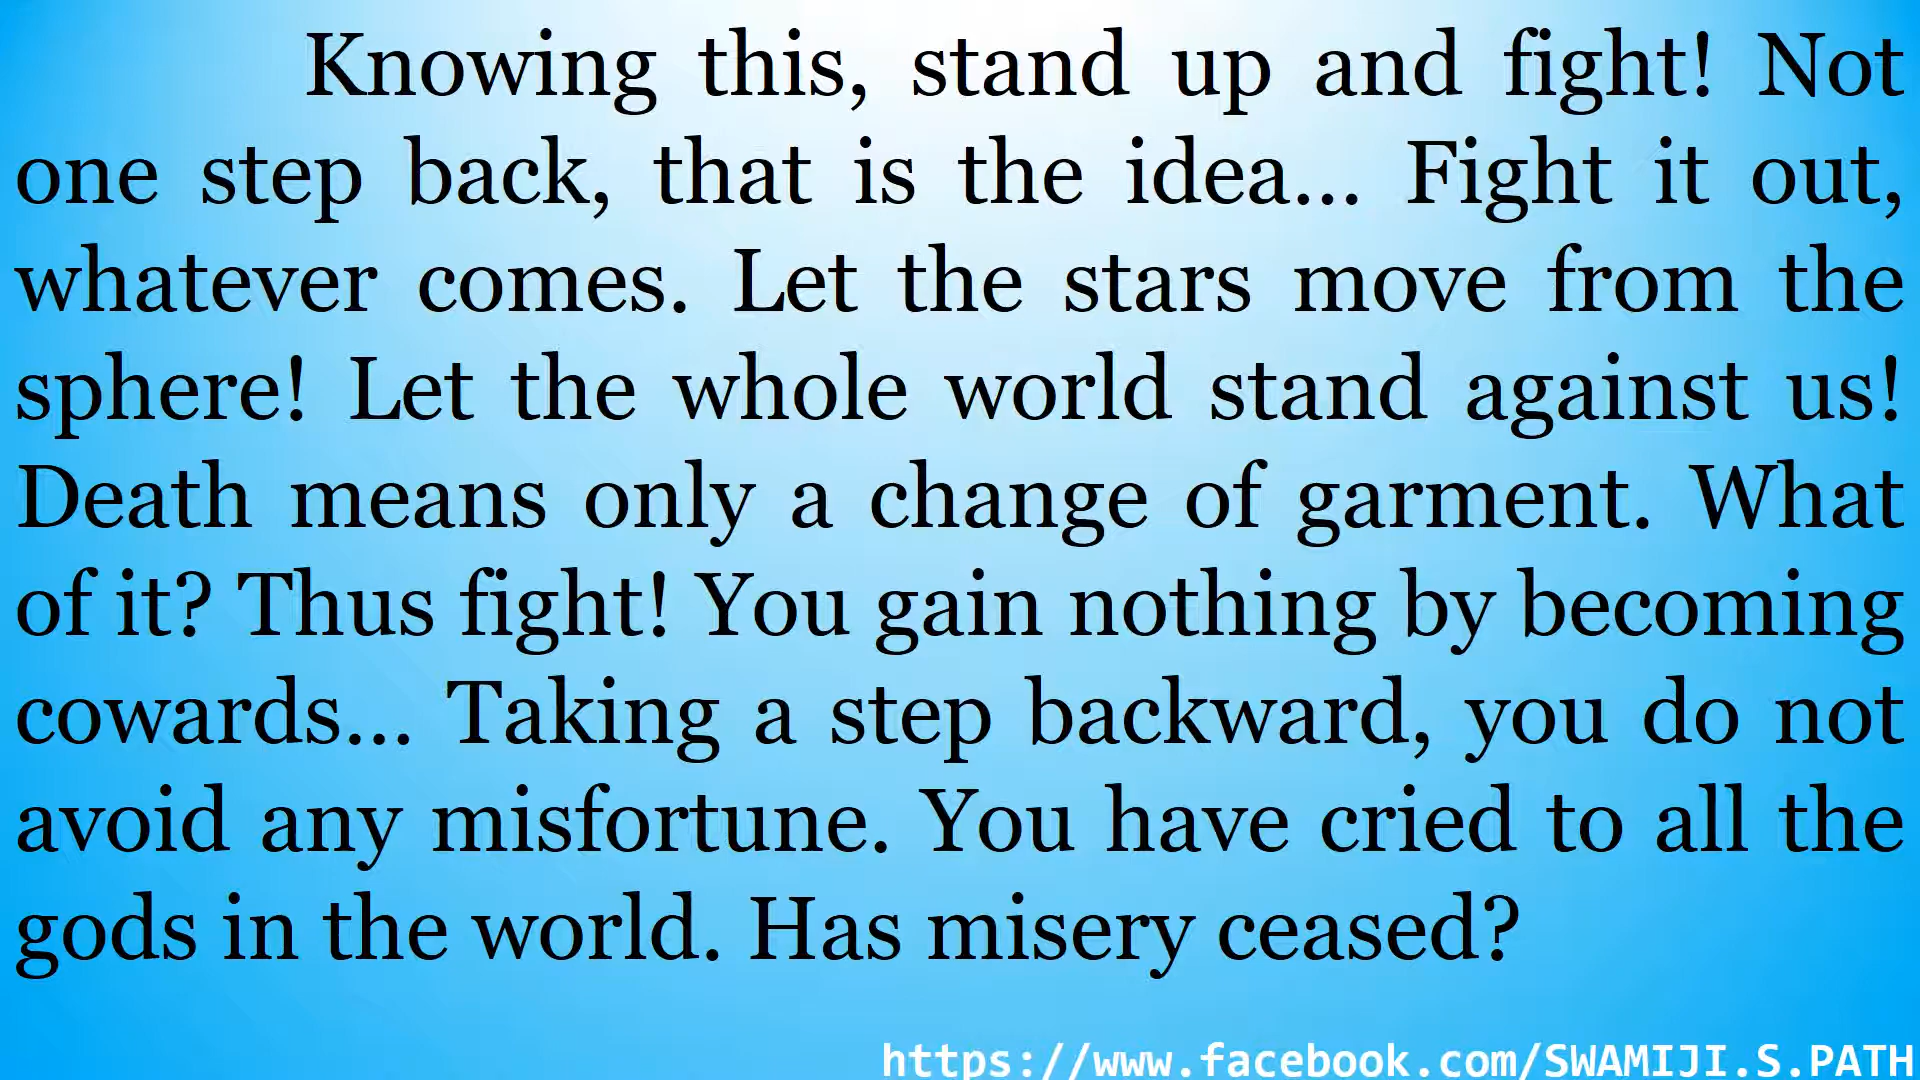 Knowing this, stand up and fight! Not
one step back, that is the idea... Fight it out,
whatever comes. Let the stars move from the
sphere! Let the whole world stand against us!
Death means only a change of garment. What
of it? Thus fight! You gain nothing by becoming
cowards... Taking a step backward, you do not
avoid any misfortune. You have cried to all the
gods in the world. Has misery ceased?
https://www.facebook.com/SWAMIJI.S.PATH